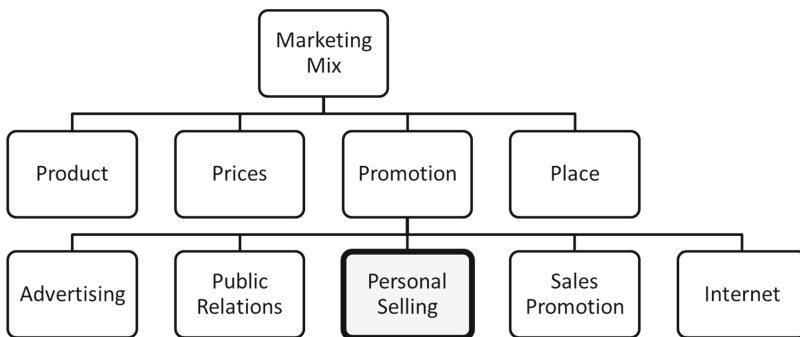 Marketing
Mix
Product
Prices
Promotion
Place
Advertising
Public
Relations
Personal
Selling
Sales
Promotion
Internet